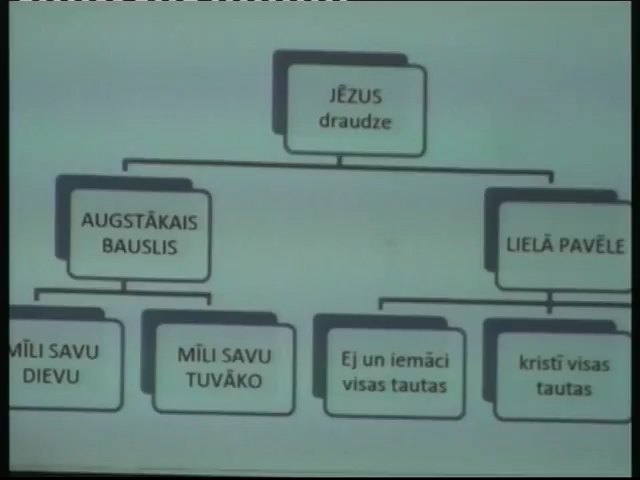 JĒZUS
draudze
AUGSTĀKAIS
BAUSLIS
LIELĀ PAVĒLE
MĪLI SAVU
DIEVU
MĪLI SAVU
TUVĀKO
Ej un iemāci
visas tautas
kristī visas
tautas